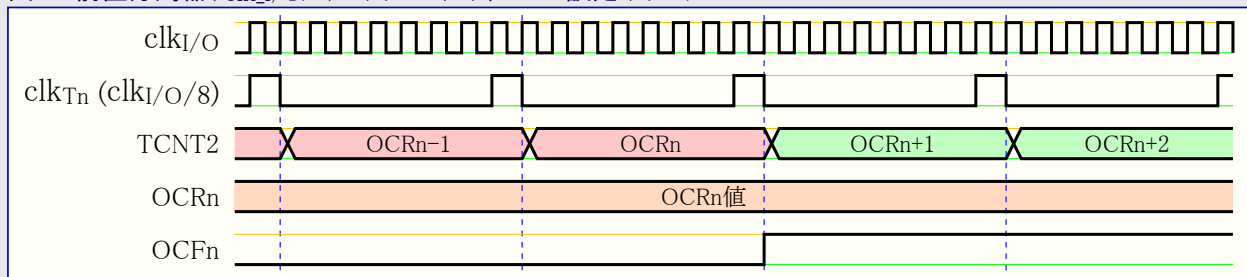 clkI/O
clkTn (clkI/O/8)
TCNT2 OCRn-1 OCRn OCRn+1 OCRn+2
OCRn OCRn値
OCFn